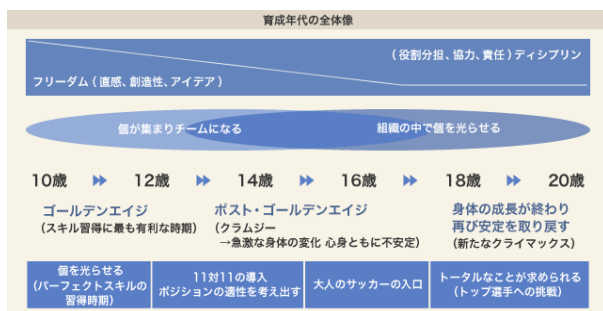 育成年代の全体像
(役割分担、協力、責任)ディシプリン
フリーダム(直感、創造性、アイデア)
個が集まりチームになる
組織の中で個を光らせる
10歳
12歳
14歳
16歳
18歳
20歳
ゴールデンエイジ
(スキル習得に最も有利な時期)
ポスト・ゴールデンエイジ
(クラムジー
→急激な身体の変化 心身ともに不安定)
身体の成長が終わり
再び安定を取り戻す
(新たなクライマックス)
個を光らせる
(パーフェクトスキルの
習得時期)
11対11の導入
ポジションの適性を考え出す
大人のサッカーの入口
トータルなことが求められる
(トップ選手への挑戦)